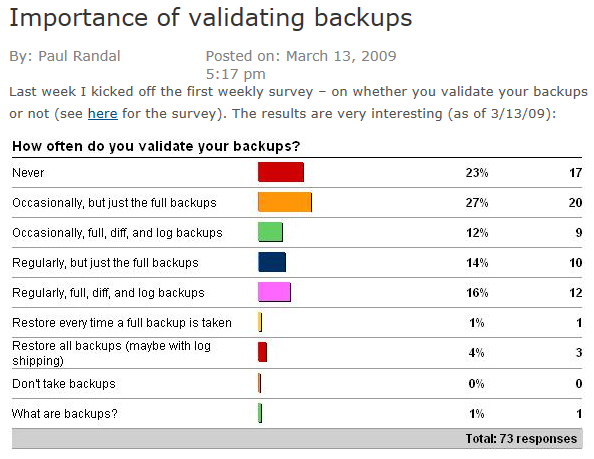 Importance of validating backups
By: Paul Randal Posted on: March 13, 2009
5:17 pm
Last week I kicked off the first weekly survey – on whether you validate your backups
or not (see here for the survey). The results are very interesting (as of 3/13/09):
How often do you validate your backups?
Never 23% 17
Occasionally, but just the full backups 27% 20
Occasionally, full, diff, and log backups 12% 9
Regularly, but just the full backups 14% 10
Regularly, full, diff, and log backups 16% 12
Restore every time a full backup is taken 1% 1
Restore all backups (maybe with log
shipping) 4% 3
Don't take backups 0% 0
What are backups? 1% 1
Total: 73 responses